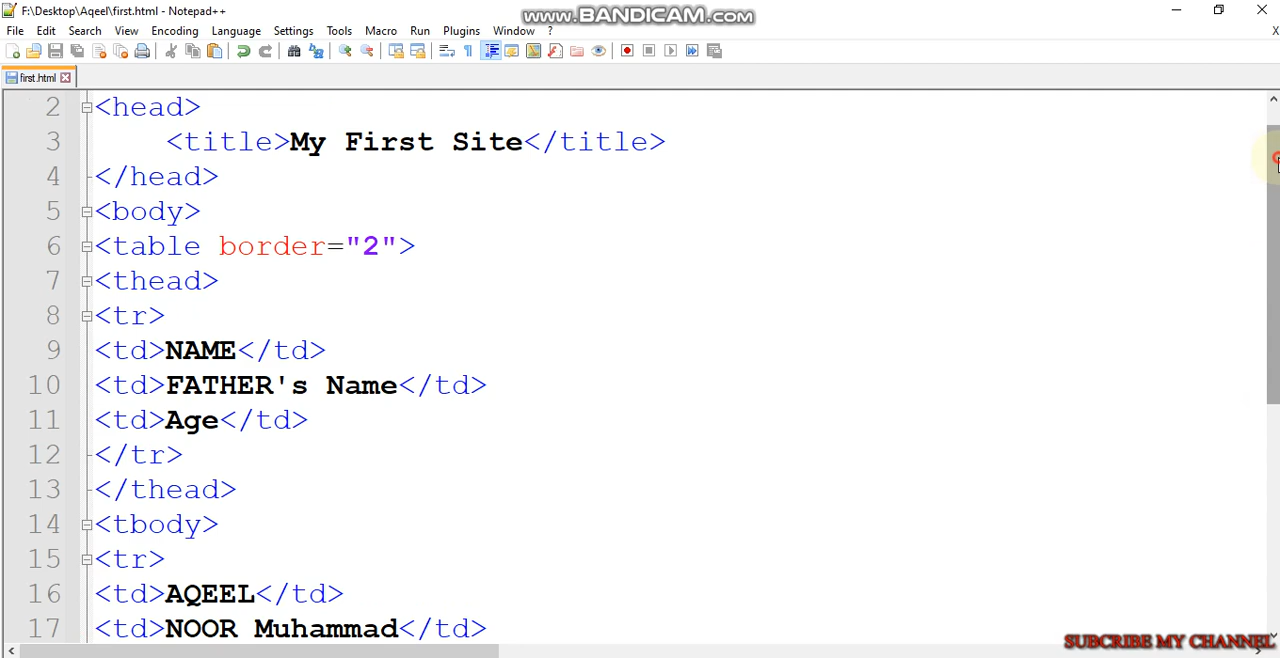 F:\Desktop\Aqeel\first.html - Notepad++
www.BANDICAM.com
File Edit Search View Encoding Language Settings Tools Macro Run Plugins Window ? X
first.html
2 <head>
3 <title>My First Site</title>
4 </head>
5 <body>
6 <table border="2">
7 <thead>
8 <tr>
9 <td>NAME</td>
10 <td>FATHER's Name</td>
11 <td>Age</td>
12 </tr>
13 </thead>
14 <tbody>
15 <tr>
16 <td>AQEEL</td>
17 <td>NOOR Muhammad</td>
SUBCRIBE MY CHANNEL